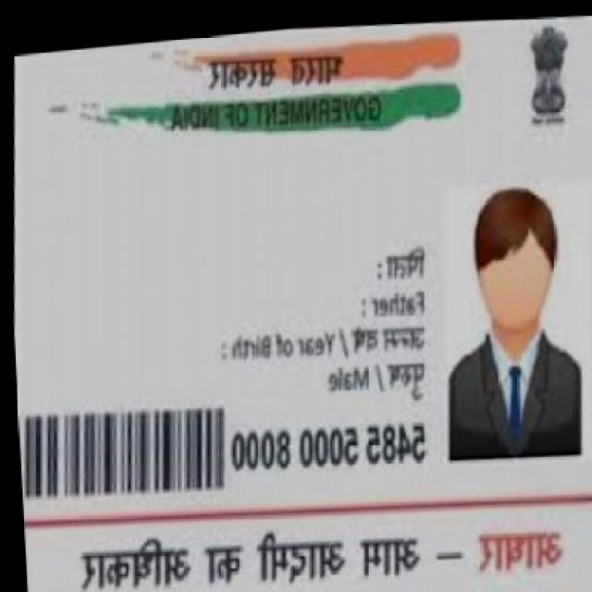 भारत सरकार
GOVERNMENT OF INDIA
पिता :
Father :
जन्म वर्ष / Year of Birth :
पुरुष / Male
5485 5000 8000
आधार – आम आदमी का अधिकार